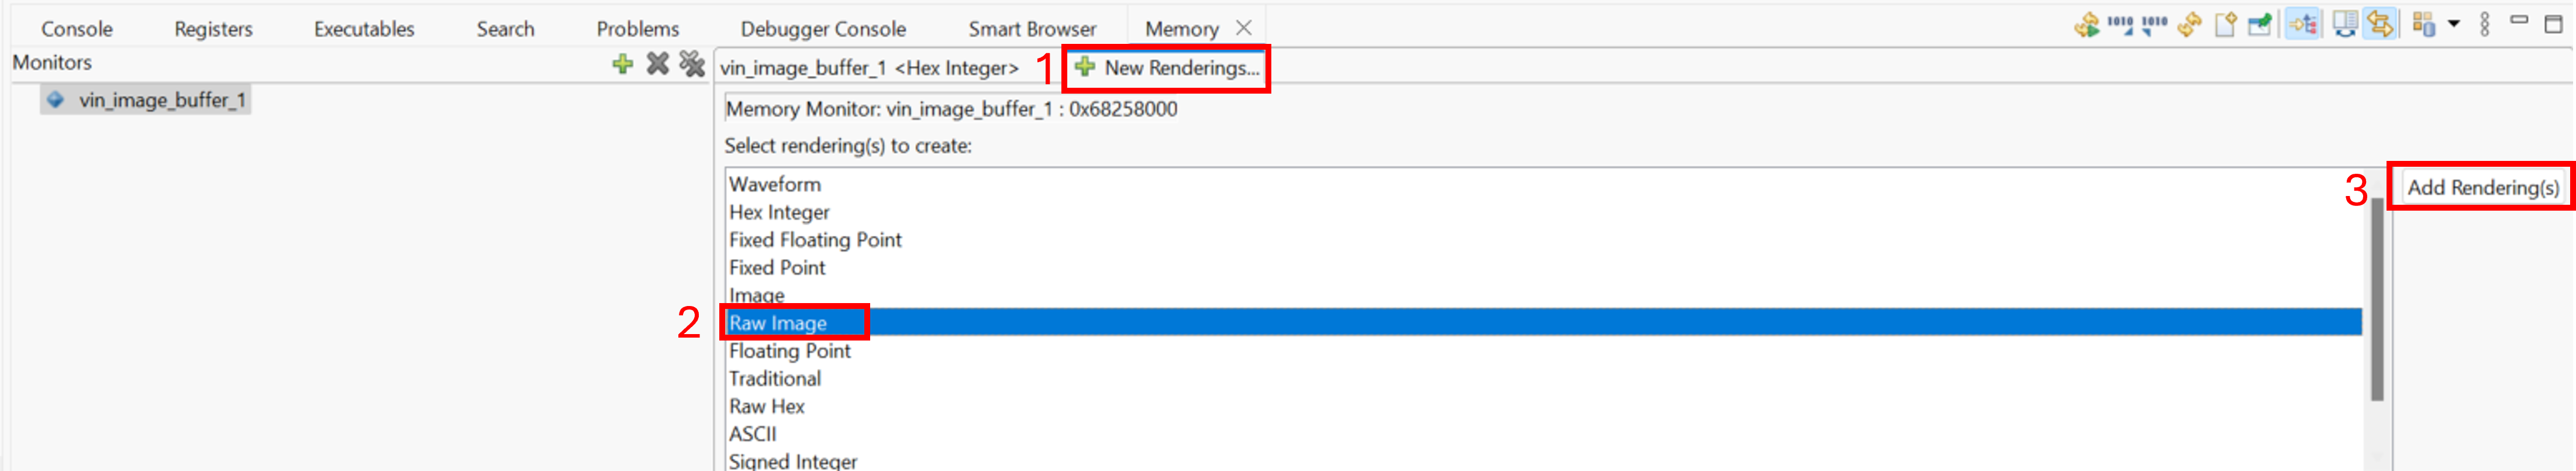 Console Registers Executables Search Problems Debugger Console Smart Browser Memory
Monitors
vin_image_buffer_1
vin_image_buffer_1 <Hex Integer> 1 New Renderings...
Memory Monitor: vin_image_buffer_1 : 0x68258000
Select rendering(s) to create:
Waveform
Hex Integer
Fixed Floating Point
Fixed Point
Image
2 Raw Image
Floating Point
Traditional
Raw Hex
ASCII
Signed Integer
3 Add Rendering(s)
1010 1010